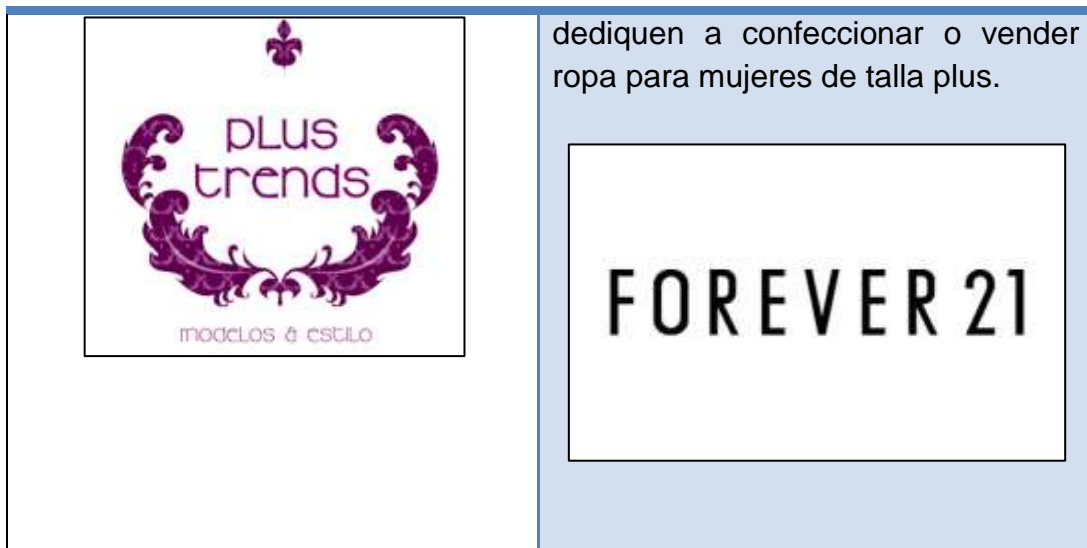 pLus
trends
modelos & estilo
dediquen a confeccionar o vender
ropa para mujeres de talla plus.
FOREVER 21